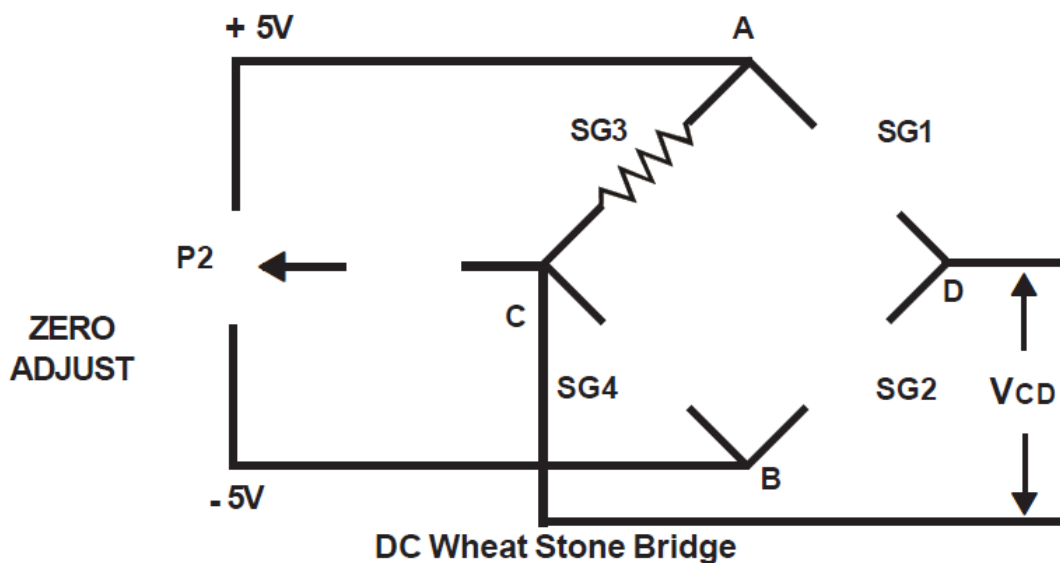 + 5V
A
SG3
SG1
P2
C
D
ZERO
ADJUST
SG4
SG2
VCD
B
- 5V
DC Wheat Stone Bridge